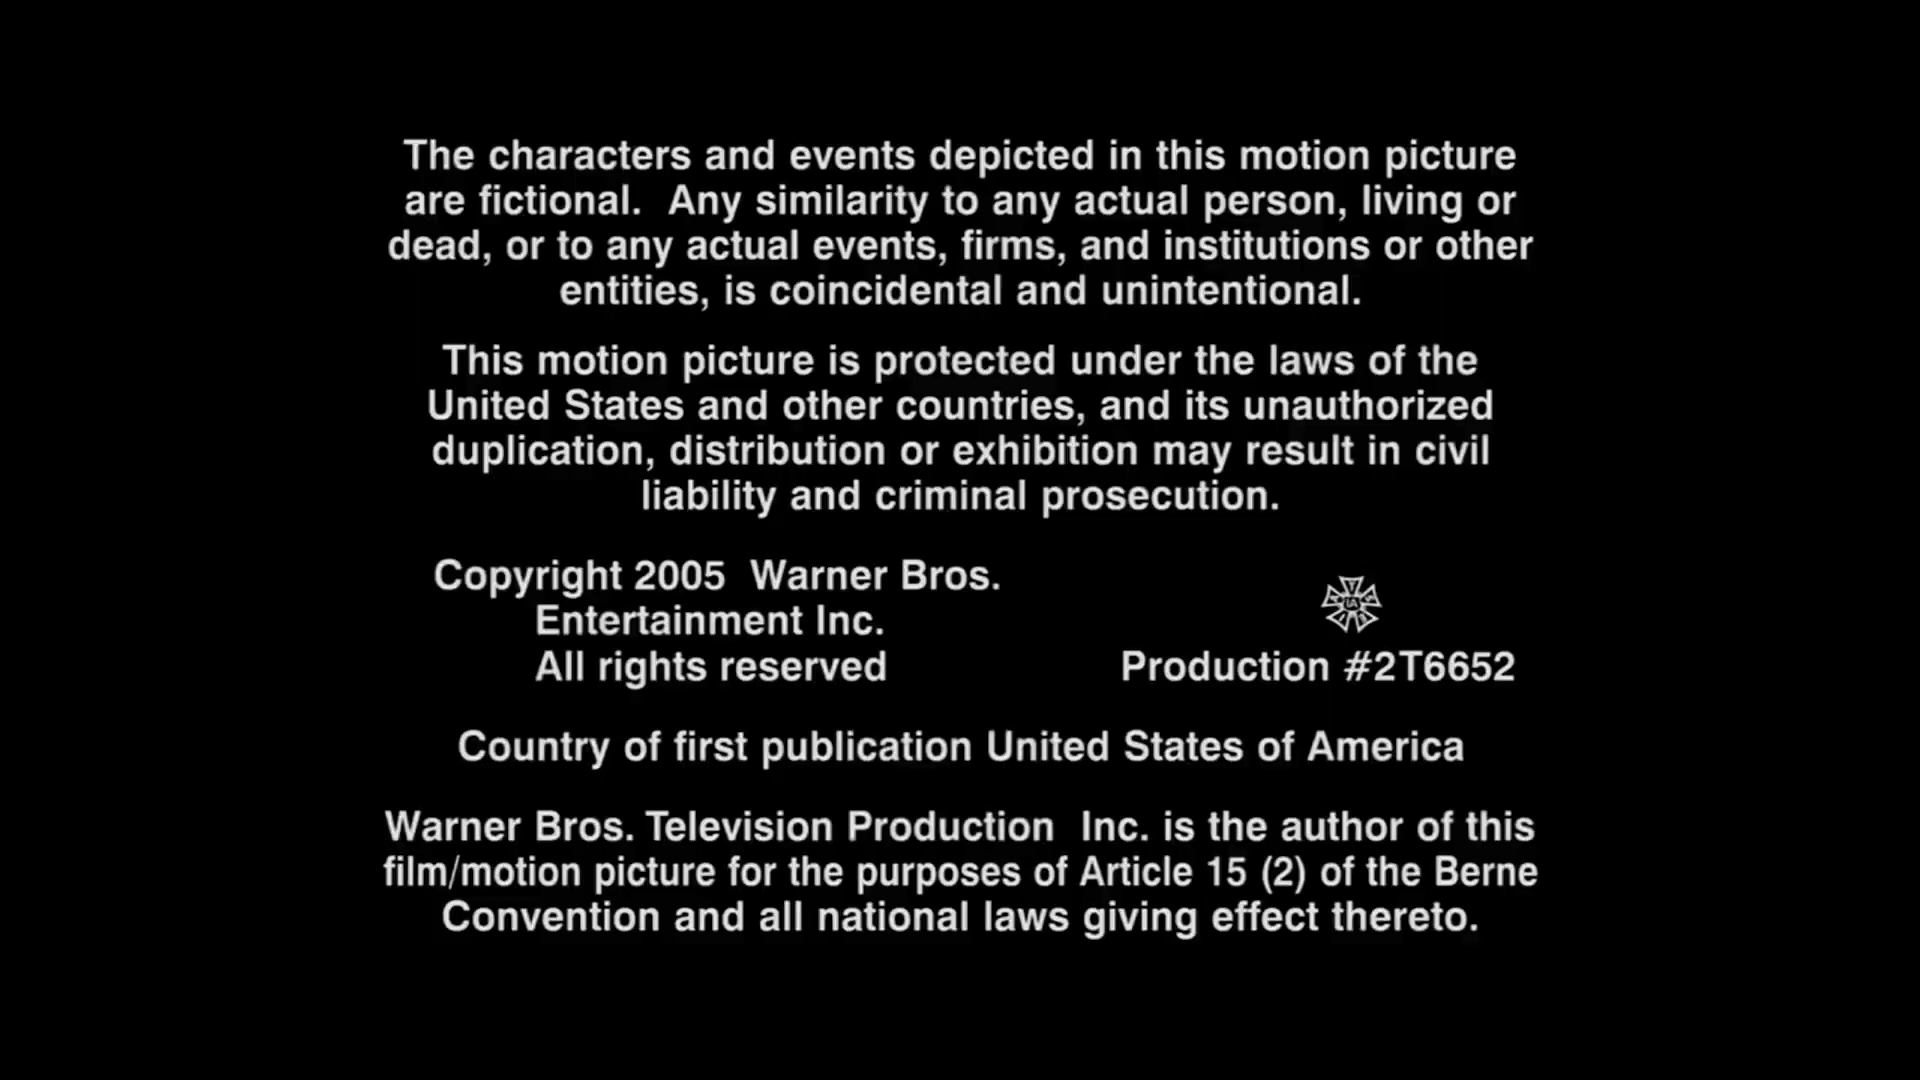 The characters and events depicted in this motion picture
are fictional.  Any similarity to any actual person, living or
dead, or to any actual events, firms, and institutions or other
entities, is coincidental and unintentional.
This motion picture is protected under the laws of the
United States and other countries, and its unauthorized
duplication, distribution or exhibition may result in civil
liability and criminal prosecution.
Copyright 2005  Warner Bros.
Entertainment Inc.
All rights reserved
IA
Production #2T6652
Country of first publication United States of America
Warner Bros. Television Production  Inc. is the author of this
film/motion picture for the purposes of Article 15 (2) of the Berne
Convention and all national laws giving effect thereto.